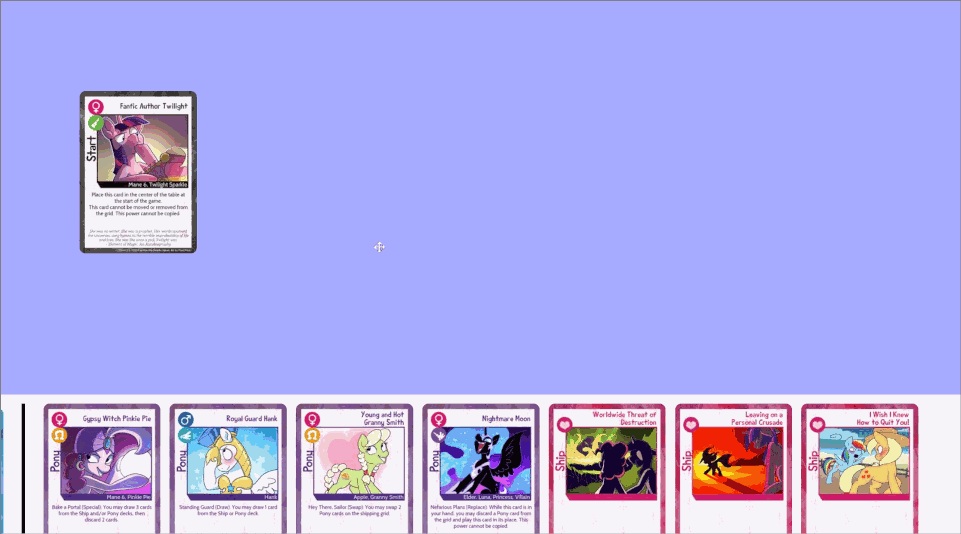 Fanfic Author Twilight
Start
Mane 6, Twilight Sparkle
Place this card in the center of the table at
the start of the game.
This card cannot be moved or removed from
the grid. This power cannot be copied.
Gypsy Witch Pinkie Pie
Pony
Mane 6, Pinkie Pie
Bake a Portal (Special): You may draw 3 cards
from the Ship and/or Pony decks, then
discard 2 cards.
Royal Guard Hank
Pony
Hank
Standing Guard (Draw): You may draw 1 card
from the Ship or Pony deck.
Young and Hot
Granny Smith
Pony
Apple, Granny Smith
Hey There, Sailor (Swap): You may swap 2
Pony cards on the shipping grid.
Nightmare Moon
Pony
Elder, Luna, Princess, Villain
Nefarious Plans (Replace): While this card is in
your hand, you may discard a Pony card from
the grid and play this card in its place. This
power cannot be copied.
Worldwide Threat of
Destruction
Ship
Leaving on a
Personal Crusade
Ship
I Wish I Knew
How to Quit You!
Ship